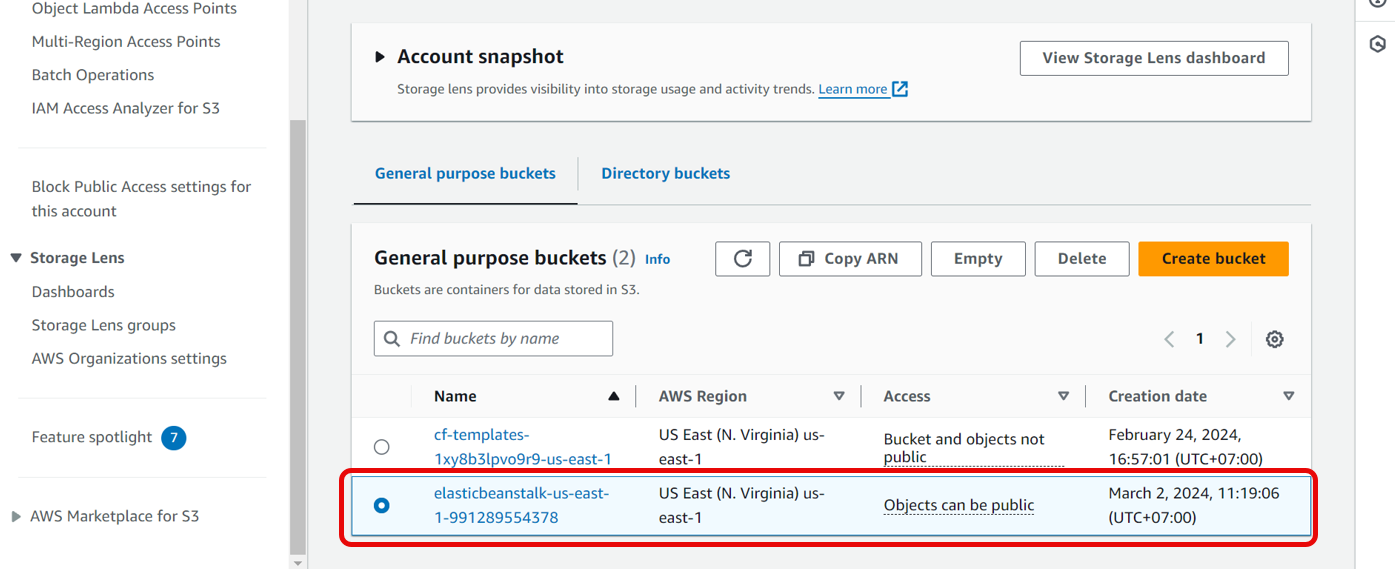 Object Lambda Access Points
Multi-Region Access Points
Batch Operations
IAM Access Analyzer for S3
Block Public Access settings for
this account
Storage Lens
Dashboards
Storage Lens groups
AWS Organizations settings
Feature spotlight 7
AWS Marketplace for S3
Account snapshot
View Storage Lens dashboard
Storage lens provides visibility into storage usage and activity trends. Learn more
General purpose buckets
Directory buckets
General purpose buckets (2) Info
Copy ARN
Empty
Delete
Create bucket
Buckets are containers for data stored in S3.
Find buckets by name
1
Name
AWS Region
Access
Creation date
cf-templates-
1xy8b3lpvo9r9-us-east-1
US East (N. Virginia) us-
east-1
Bucket and objects not
public
February 24, 2024,
16:57:01 (UTC+07:00)
elasticbeanstalk-us-east-
1-991289554378
US East (N. Virginia) us-
east-1
Objects can be public
March 2, 2024, 11:19:06
(UTC+07:00)